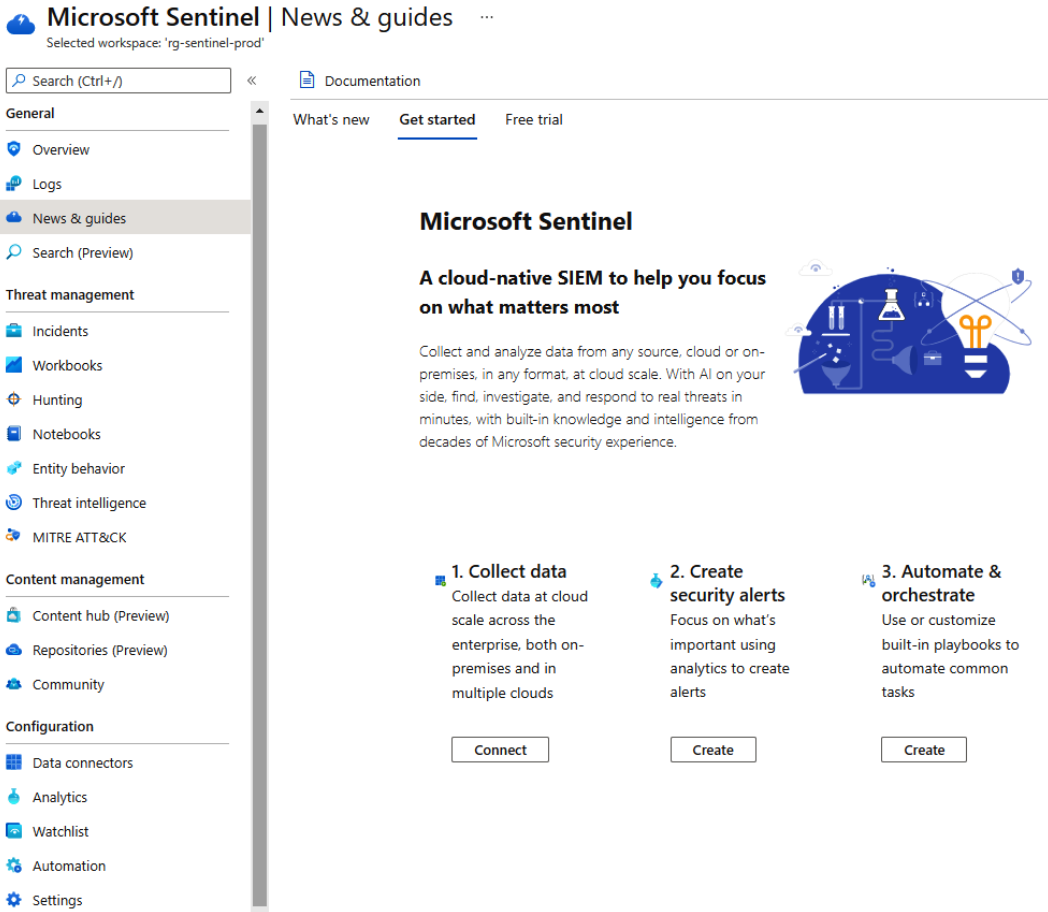 Microsoft Sentinel | News & guides ...
Selected workspace: 'rg-sentinel-prod'
Search (Ctrl+/)
«
Documentation
General
What's new
Get started
Free trial
Overview
Logs
News & guides
Search (Preview)
Threat management
Incidents
Workbooks
Hunting
Notebooks
Entity behavior
Threat intelligence
MITRE ATT&CK
Content management
Content hub (Preview)
Repositories (Preview)
Community
Configuration
Data connectors
Analytics
Watchlist
Automation
Settings
Microsoft Sentinel
A cloud-native SIEM to help you focus
on what matters most
Collect and analyze data from any source, cloud or on-
premises, in any format, at cloud scale. With AI on your
side, find, investigate, and respond to real threats in
minutes, with built-in knowledge and intelligence from
decades of Microsoft security experience.
1. Collect data
Collect data at cloud
scale across the
enterprise, both on-
premises and in
multiple clouds
Connect
2. Create
security alerts
Focus on what's
important using
analytics to create
alerts
Create
3. Automate &
orchestrate
Use or customize
built-in playbooks to
automate common
tasks
Create